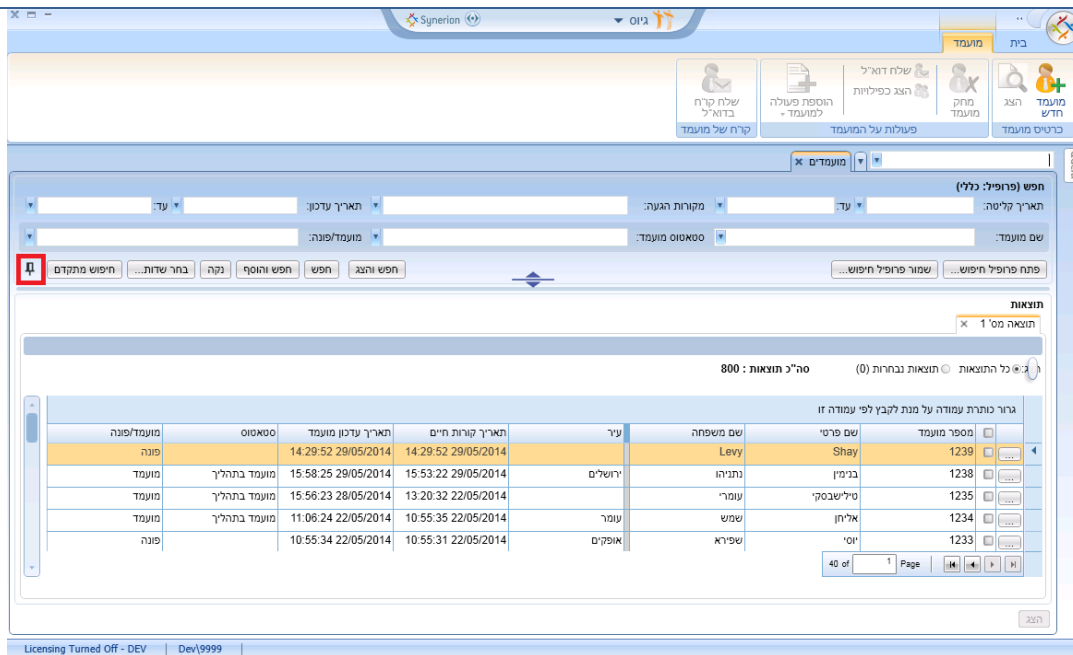 Synerion
גיוס
בית
מועמד
מועמד חדש
הצג
מחק מועמד
שלח דוא"ל
הצג כפילויות
הוספת פעולה למועמד
שלח קו"ח בדוא"ל
כרטיס מועמד
פעולות על המועמד
קו"ח של מועמד
מועמדים
חפש (פרופיל: כללי)
תאריך קליטה: עד: מקורות הגעה: תאריך עדכון: עד:
שם מועמד: סטאטוס מועמד: מועמד/פונה:
פתח פרופיל חיפוש... שמור פרופיל חיפוש... חפש והצג חפש חפש והוסף נקה בחר שדות... חיפוש מתקדם
תוצאות
תוצאה מס' 1
כל התוצאות תוצאות נבחרות (0) סה"כ תוצאות : 800
גרור כותרת עמודה על מנת לקבץ לפי עמודה זו
מספר מועמד שם פרטי שם משפחה עיר תאריך קורות חיים תאריך עדכון מועמד סטאטוס מועמד/פונה
1239 Shay Levy 14:29:52 29/05/2014 14:29:52 29/05/2014 פונה
... 1238 בנימין נתניהו ירושלים 15:53:22 29/05/2014 15:58:25 29/05/2014 מועמד בתהליך מועמד
... 1235 טילישבסקי עומרי 13:20:32 22/05/2014 15:56:23 28/05/2014 מועמד בתהליך מועמד
... 1234 אליחן שמש עומר 10:55:35 22/05/2014 11:06:24 22/05/2014 מועמד בתהליך מועמד
... 1233 יוסי שפירא אופקים 10:55:31 22/05/2014 10:55:34 22/05/2014 פונה
Page 1 of 40
הצג
Licensing Turned Off - DEV Dev\9999